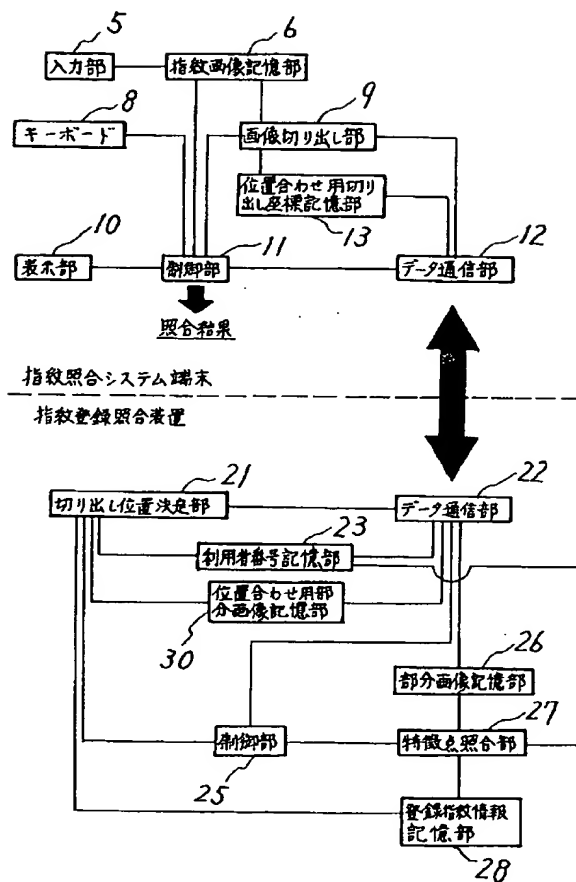 5
6
入力部
指紋画像記憶部
8
9
キーボード
画像切り出し部
位置合わせ用切り
出し座標記憶部
10
11
13
12
表示部
制御部
データ通信部
照合結果
指紋照合システム端末
指紋登録照合装置
21
22
切り出し位置決定部
データ通信部
23
利用者番号記憶部
位置合わせ用部
分画像記憶部
30
26
部分画像記憶部
27
制御部
特徴点照合部
25
登録指紋情報
記憶部
28